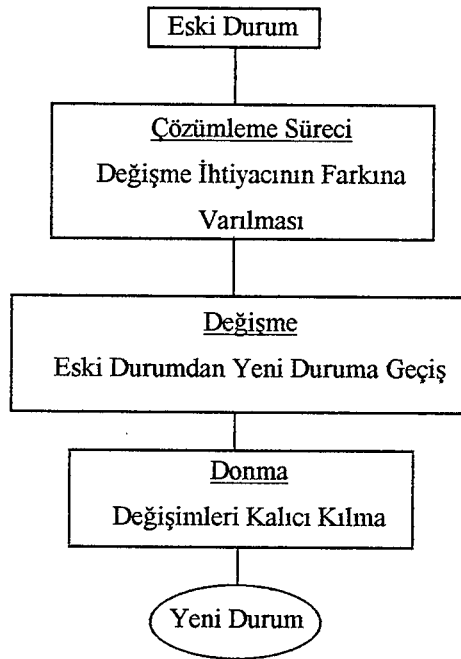 Eski Durum
Çözümleme Süreci
Değişme İhtiyacının Farkına
Varılması
Değişme
Eski Durumdan Yeni Duruma Geçiş
Donma
Değişimleri Kalıcı Kılma
Yeni Durum